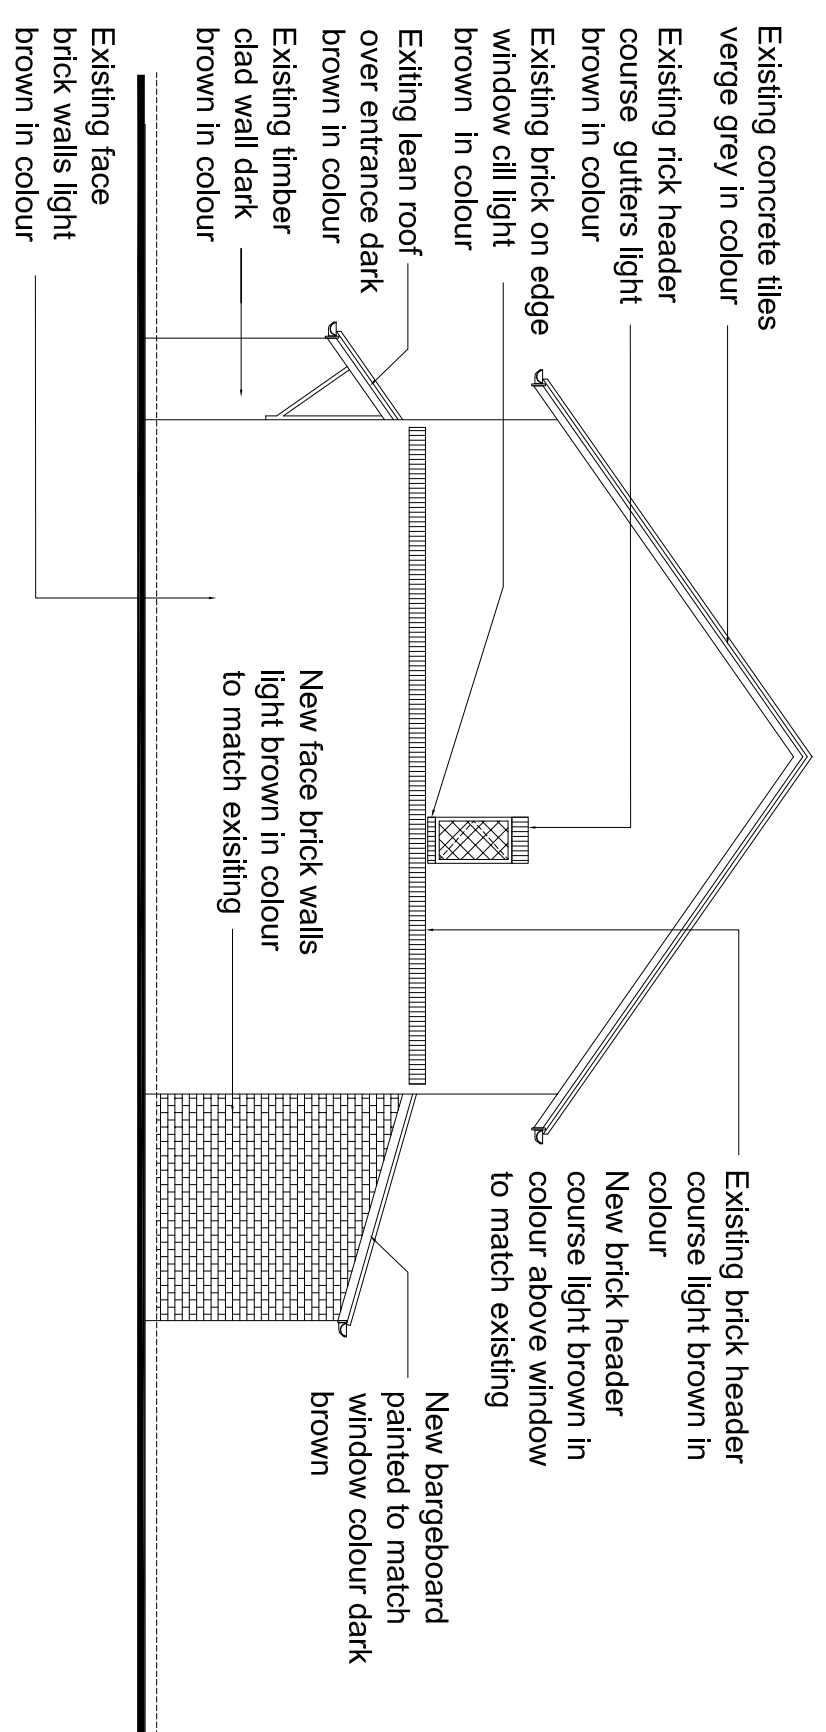 Existing concrete tiles
verge grey in colour
Existing rick header
course gutters light
brown in colour
Existing brick on edge
window cill light
brown in colour
Exiting lean roof
over entrance dark
brown in colour
Existing timber
clad wall dark
brown in colour
Existing face
brick walls light
brown in colour
New face brick walls
light brown in colour
to match exisiting
Existing brick header
course light brown in
colour
New brick header
course light brown in
colour above window
to match existing
New bargeboard
painted to match
window colour dark
brown